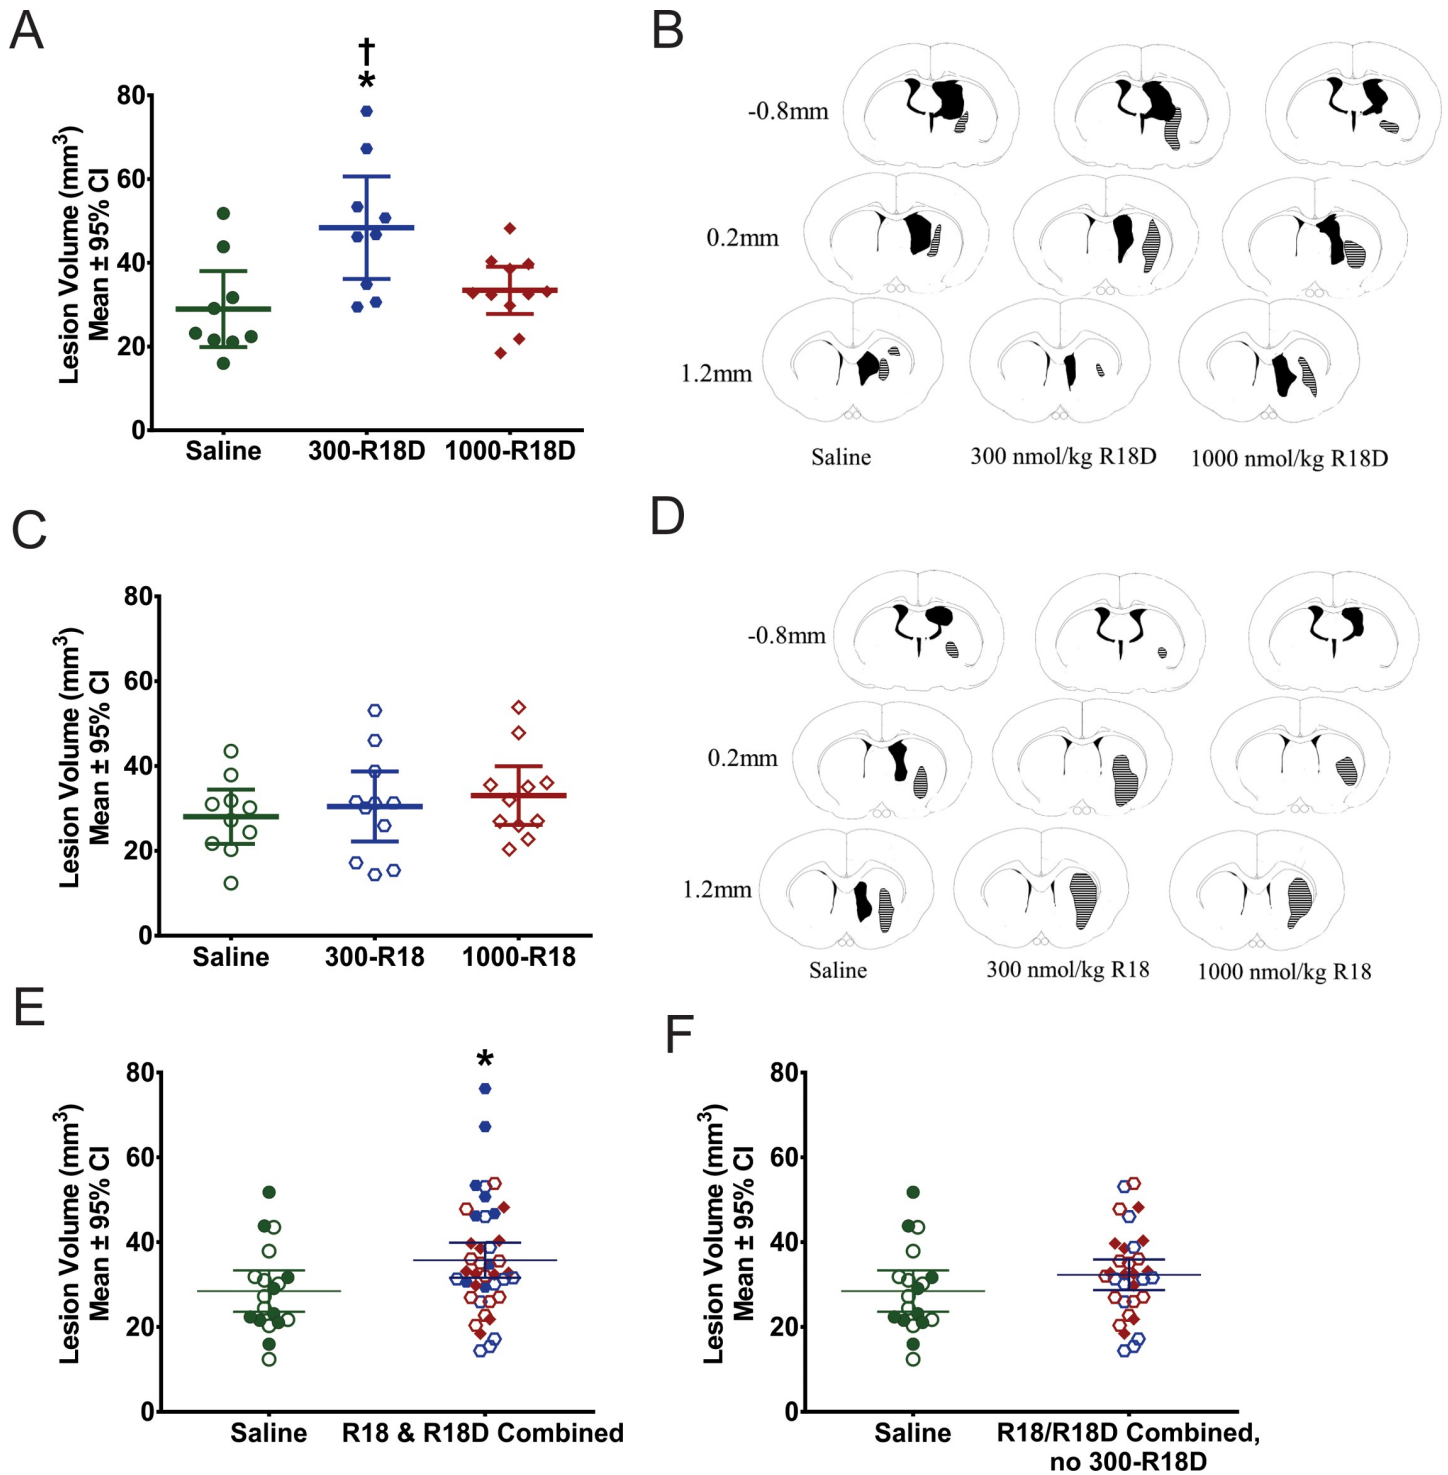 A
†
*
80
60
40
20
0
Lesion Volume (mm³)
Mean ± 95% CI
Saline 300-R18D 1000-R18D
B
-0.8mm
0.2mm
1.2mm
Saline 300 nmol/kg R18D 1000 nmol/kg R18D
C
80
60
40
20
0
Lesion Volume (mm³)
Mean ± 95% CI
Saline 300-R18 1000-R18
D
-0.8mm
0.2mm
1.2mm
Saline 300 nmol/kg R18 1000 nmol/kg R18
E
*
80
60
40
20
0
Lesion Volume (mm³)
Mean ± 95% CI
Saline R18 & R18D Combined
F
80
60
40
20
0
Lesion Volume (mm³)
Mean ± 95% CI
Saline R18/R18D Combined,
no 300-R18D